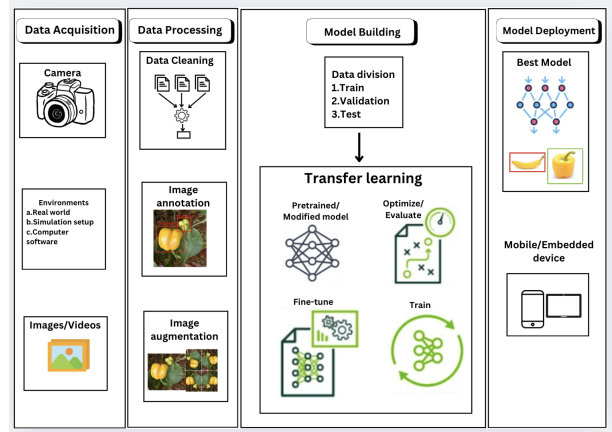 Data Acquisition
Camera
Environments
a.Real world
b.Simulation setup
c.Computer
software
Images/Videos
Data Processing
Data Cleaning
Image
annotation
Image
augmentation
Model Building
Data division
1.Train
2.Validation
3.Test
Transfer learning
Pretrained/
Modified model
Optimize/
Evaluate
Fine-tune
Train
Model Deployment
Best Model
Mobile/Embedded
device